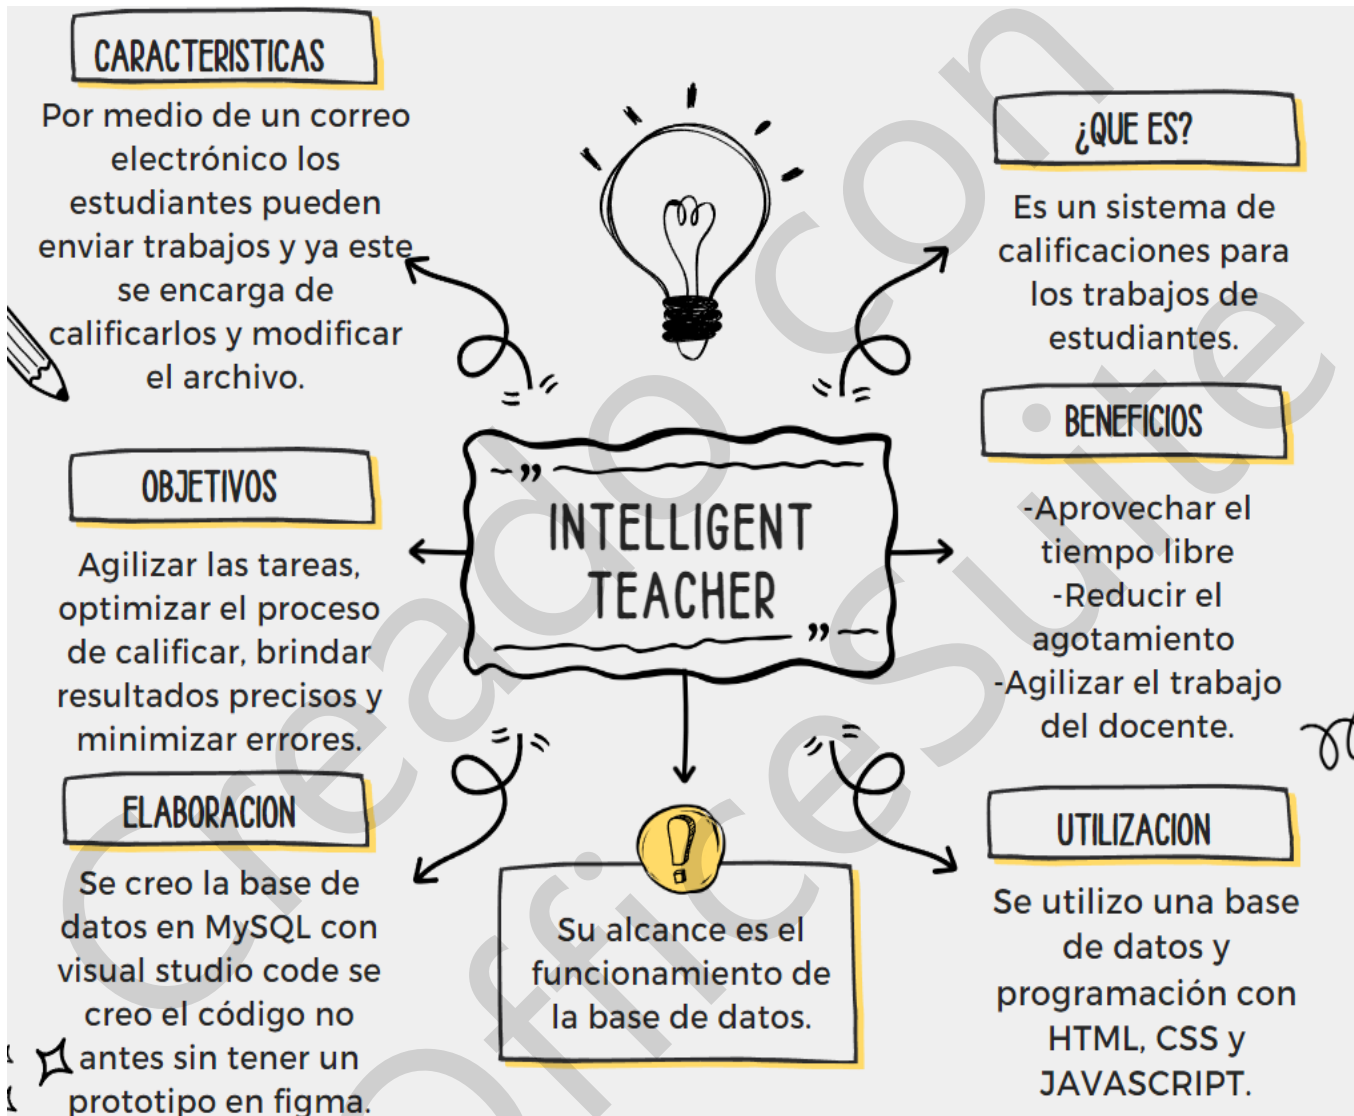 CARACTERISTICAS
Por medio de un correo
electrónico los
estudiantes pueden
enviar trabajos y ya este
se encarga de
calificarlos y modificar
el archivo.
¿QUE ES?
Es un sistema de
calificaciones para
los trabajos de
estudiantes.
OBJETIVOS
Agilizar las tareas,
optimizar el proceso
de calificar, brindar
resultados precisos y
minimizar errores.
INTELLIGENT
TEACHER
BENEFICIOS
-Aprovechar el
tiempo libre
-Reducir el
agotamiento
-Agilizar el trabajo
del docente.
ELABORACION
Se creo la base de
datos en MySQL con
visual studio code se
creo el código no
antes sin tener un
prototipo en figma.
Su alcance es el
funcionamiento de
la base de datos.
UTILIZACION
Se utilizo una base
de datos y
programación con
HTML, CSS y
JAVASCRIPT.
Creado con
OfficeSuite